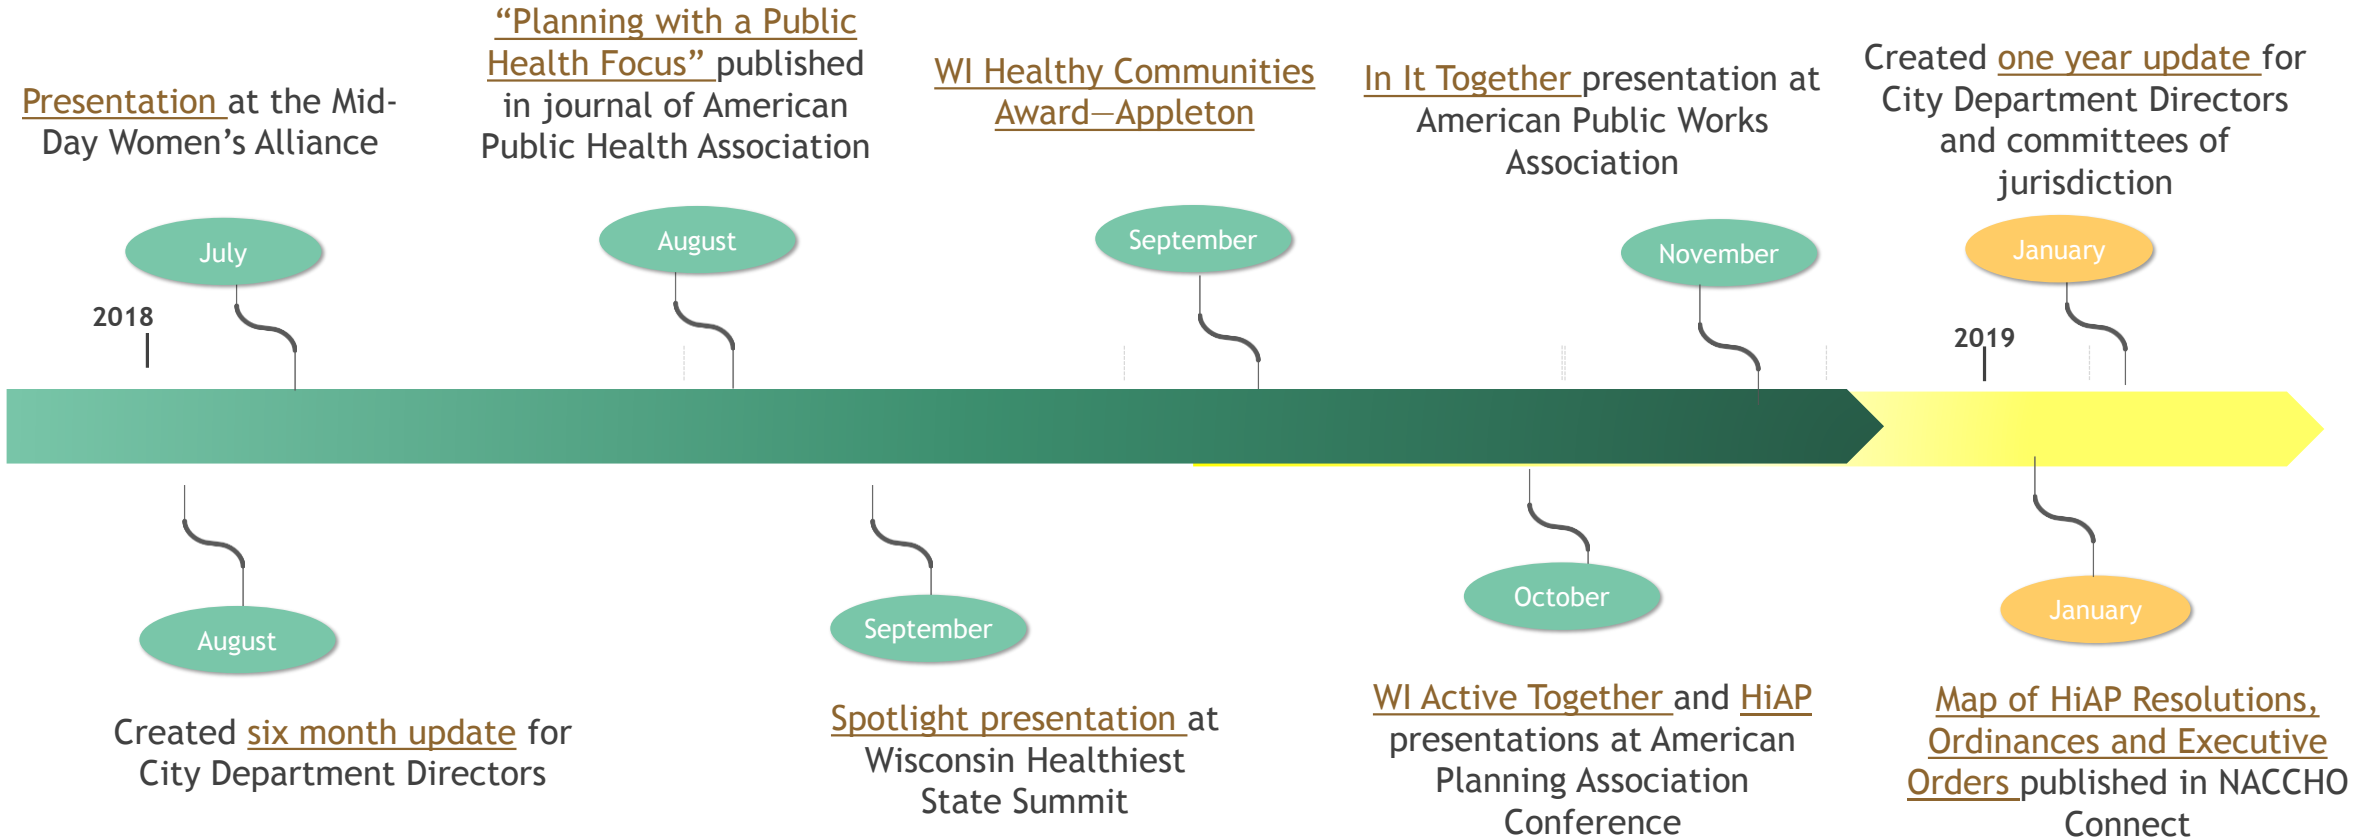 Presentation at the Mid-
Day Women's Alliance
July
2018
“Planning with a Public
Health Focus” published
in journal of American
Public Health Association
August
WI Healthy Communities
Award—Appleton
September
In It Together presentation at
American Public Works
Association
November
Created one year update for
City Department Directors
and committees of
jurisdiction
January
2019
August
Created six month update for
City Department Directors
September
Spotlight presentation at
Wisconsin Healthiest
State Summit
October
WI Active Together and HiAP
presentations at American
Planning Association
Conference
January
Map of HiAP Resolutions,
Ordinances and Executive
Orders published in NACCHO
Connect